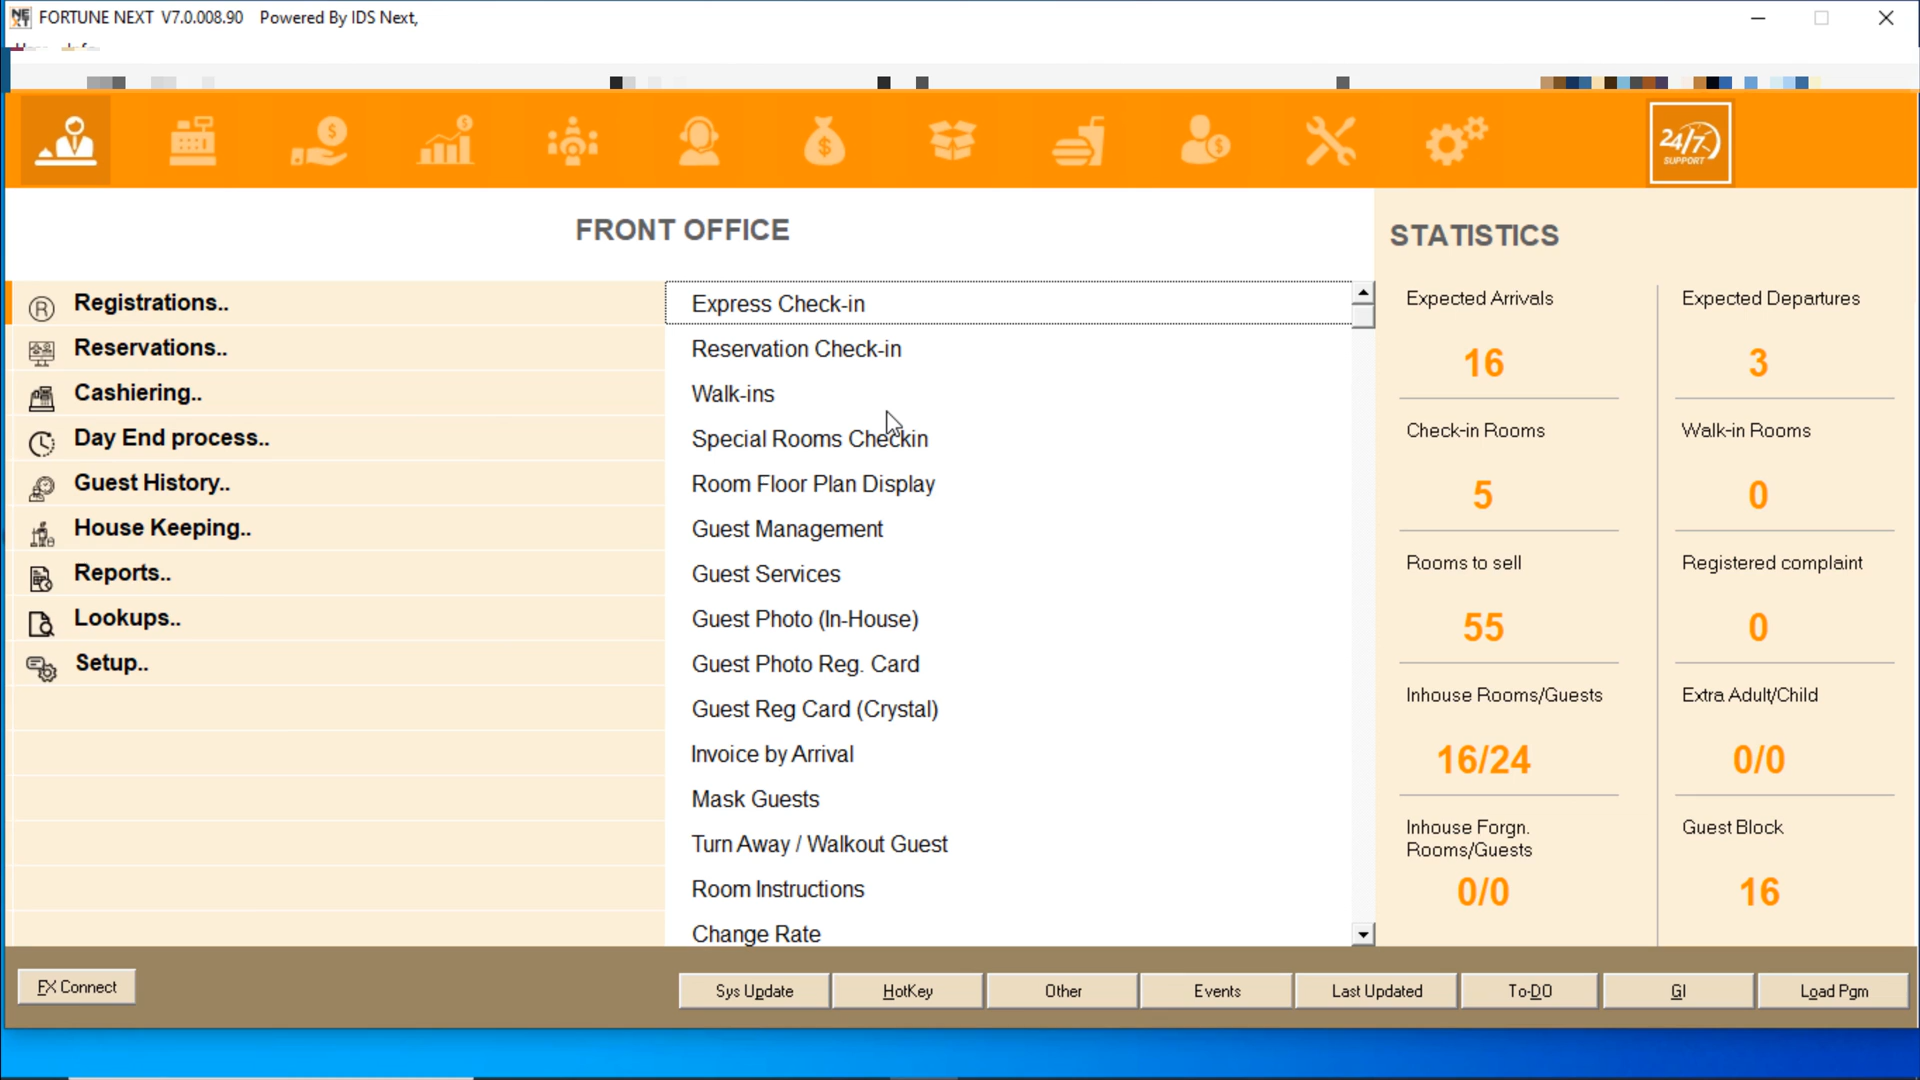 FORTUNE NEXT V7.0.008.90 Powered By IDS Next,
24/7
SUPPORT
FRONT OFFICE
Registrations..
Reservations..
Cashiering..
Day End process..
Guest History..
House Keeping..
Reports..
Lookups..
Setup..
Express Check-in
Reservation Check-in
Walk-ins
Special Rooms Checkin
Room Floor Plan Display
Guest Management
Guest Services
Guest Photo (In-House)
Guest Photo Reg. Card
Guest Reg Card (Crystal)
Invoice by Arrival
Mask Guests
Turn Away / Walkout Guest
Room Instructions
Change Rate
STATISTICS
Expected Arrivals
16
Expected Departures
3
Check-in Rooms
5
Walk-in Rooms
0
Rooms to sell
55
Registered complaint
0
Inhouse Rooms/Guests
16/24
Extra Adult/Child
0/0
Inhouse Forgn.
Rooms/Guests
0/0
Guest Block
16
FX Connect
Sys Update
HotKey
Other
Events
Last Updated
To-DO
GI
Load Pgm